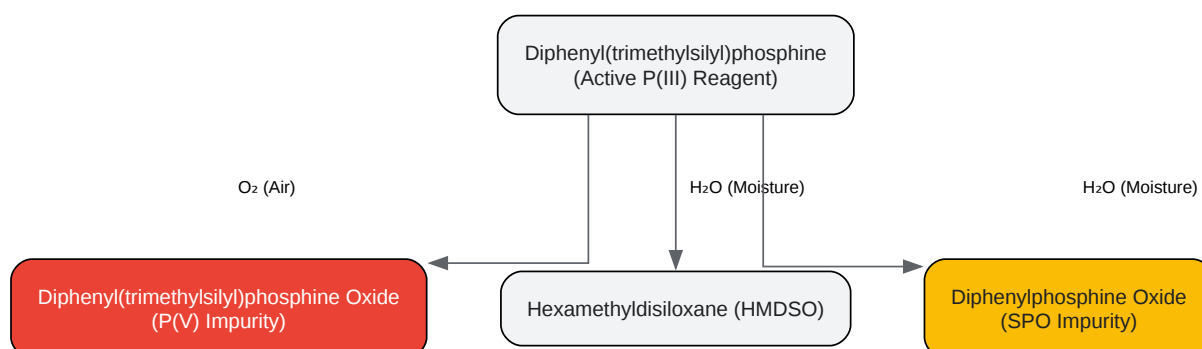 Diphenyl(trimethylsilyl)phosphine
(Active P(III) Reagent)
O₂ (Air)
H₂O (Moisture)
H₂O (Moisture)
Diphenyl(trimethylsilyl)phosphine Oxide
(P(V) Impurity)
Hexamethyldisiloxane (HMDSO)
Diphenylphosphine Oxide
(SPO Impurity)